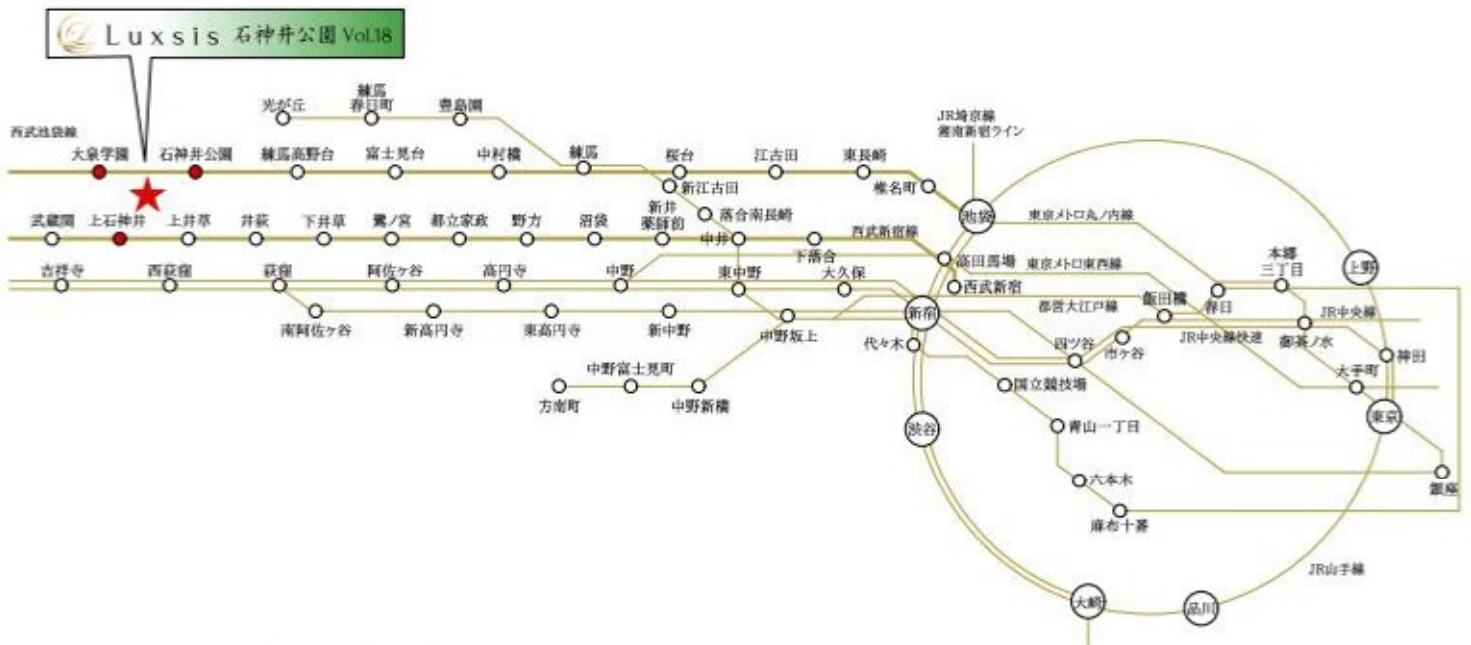 Luxsis 石神井公園 Vol.18
光が丘
練馬
春日町
豊島園
西武池袋線
大泉学園
石神井公園
練馬高野台
富士見台
中村橋
練馬
桜台
江古田
東長崎
椎名町
新江古田
落合南長崎
JR埼京線
湘南新宿ライン
池袋
武蔵関
上石神井
上井草
井荻
下井草
鷺ノ宮
都立家政
野方
沼袋
新井
薬師前
中井
下落合
西武新宿線
高田馬場
西武新宿
東京メトロ丸ノ内線
東京メトロ東西線
本郷
三丁目
上野
吉祥寺
西荻窪
荻窪
阿佐ヶ谷
高円寺
中野
東中野
大久保
新宿
都営大江戸線
飯田橋
春日
JR中央線
南阿佐ヶ谷
新高円寺
東高円寺
新中野
中野坂上
代々木
四ツ谷
市ヶ谷
JR中央線快速
御茶ノ水
神田
大手町
中野富士見町
方南町
中野新橋
国立競技場
東京
渋谷
青山一丁目
六本木
銀座
麻布十番
JR山手線
大崎
品川